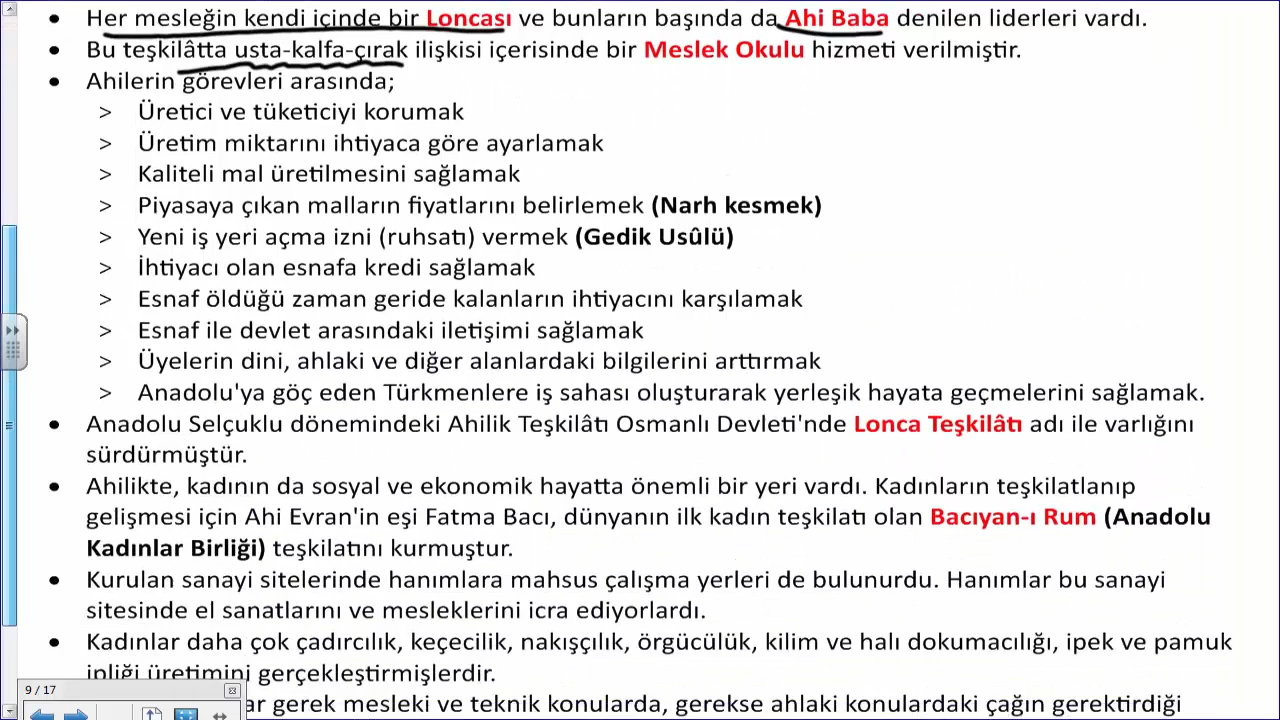 • Her mesleğin kendi içinde bir Loncası ve bunların başında da Ahi Baba denilen liderleri vardı.
• Bu teşkilâtta usta-kalfa-çırak ilişkisi içerisinde bir Meslek Okulu hizmeti verilmiştir.
• Ahilerin görevleri arasında;
> Üretici ve tüketiciyi korumak
> Üretim miktarını ihtiyaca göre ayarlamak
> Kaliteli mal üretilmesini sağlamak
> Piyasaya çıkan malların fiyatlarını belirlemek (Narh kesmek)
> Yeni iş yeri açma izni (ruhsatı) vermek (Gedik Usûlü)
> İhtiyacı olan esnafa kredi sağlamak
> Esnaf öldüğü zaman geride kalanların ihtiyacını karşılamak
> Esnaf ile devlet arasındaki iletişimi sağlamak
> Üyelerin dini, ahlaki ve diğer alanlardaki bilgilerini arttırmak
> Anadolu'ya göç eden Türkmenlere iş sahası oluşturarak yerleşik hayata geçmelerini sağlamak.
• Anadolu Selçuklu dönemindeki Ahilik Teşkilâtı Osmanlı Devleti'nde Lonca Teşkilâtı adı ile varlığını
sürdürmüştür.
• Ahilikte, kadının da sosyal ve ekonomik hayatta önemli bir yeri vardı. Kadınların teşkilatlanıp
gelişmesi için Ahi Evran'in eşi Fatma Bacı, dünyanın ilk kadın teşkilatı olan Bacıyan-ı Rum (Anadolu
Kadınlar Birliği) teşkilatını kurmuştur.
• Kurulan sanayi sitelerinde hanımlara mahsus çalışma yerleri de bulunurdu. Hanımlar bu sanayi
sitesinde el sanatlarını ve mesleklerini icra ediyorlardı.
• Kadınlar daha çok çadırcılık, keçecilik, nakışçılık, örgücülük, kilim ve halı dokumacılığı, ipek ve pamuk
ipliği üretimini gerçekleştirmişlerdir.
gerek mesleki ve teknik konularda, gerekse ahlaki konulardaki çağın gerektirdiği
9 / 17